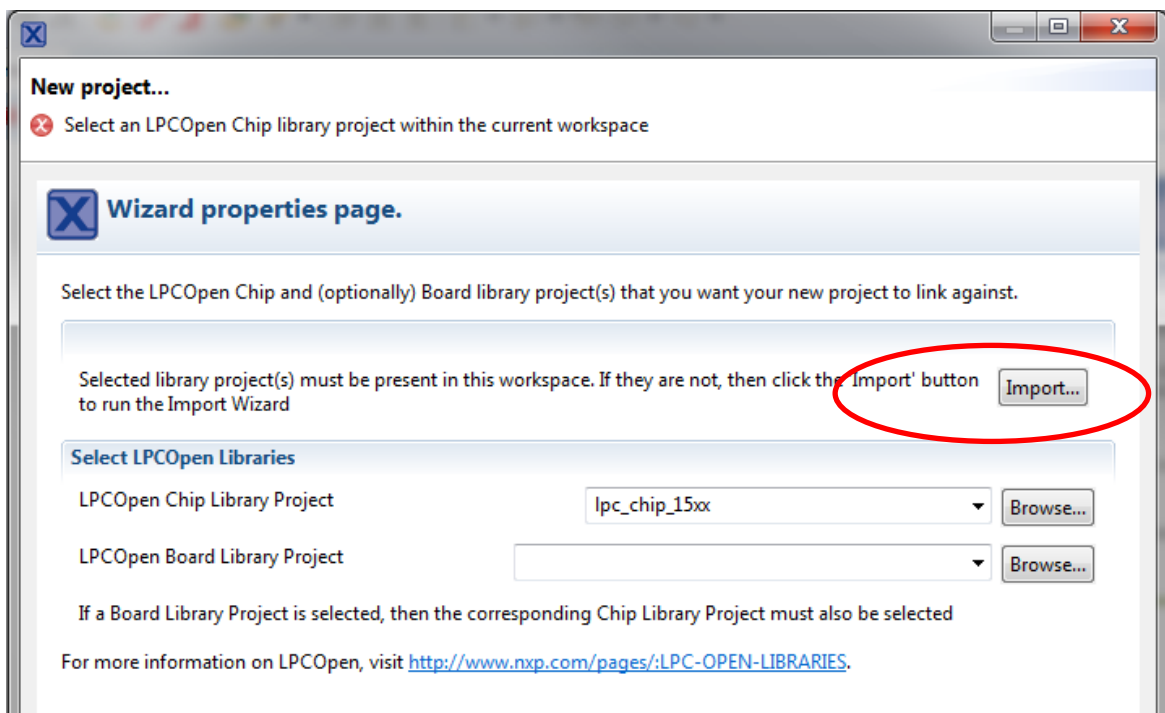 New project...
Select an LPCOpen Chip library project within the current workspace
Wizard properties page.
Select the LPCOpen Chip and (optionally) Board library project(s) that you want your new project to link against.
Selected library project(s) must be present in this workspace. If they are not, then click the 'Import' button
to run the Import Wizard
Import...
Select LPCOpen Libraries
LPCOpen Chip Library Project
lpc_chip_15xx
Browse...
LPCOpen Board Library Project
Browse...
If a Board Library Project is selected, then the corresponding Chip Library Project must also be selected
For more information on LPCOpen, visit http://www.nxp.com/pages/:LPC-OPEN-LIBRARIES.